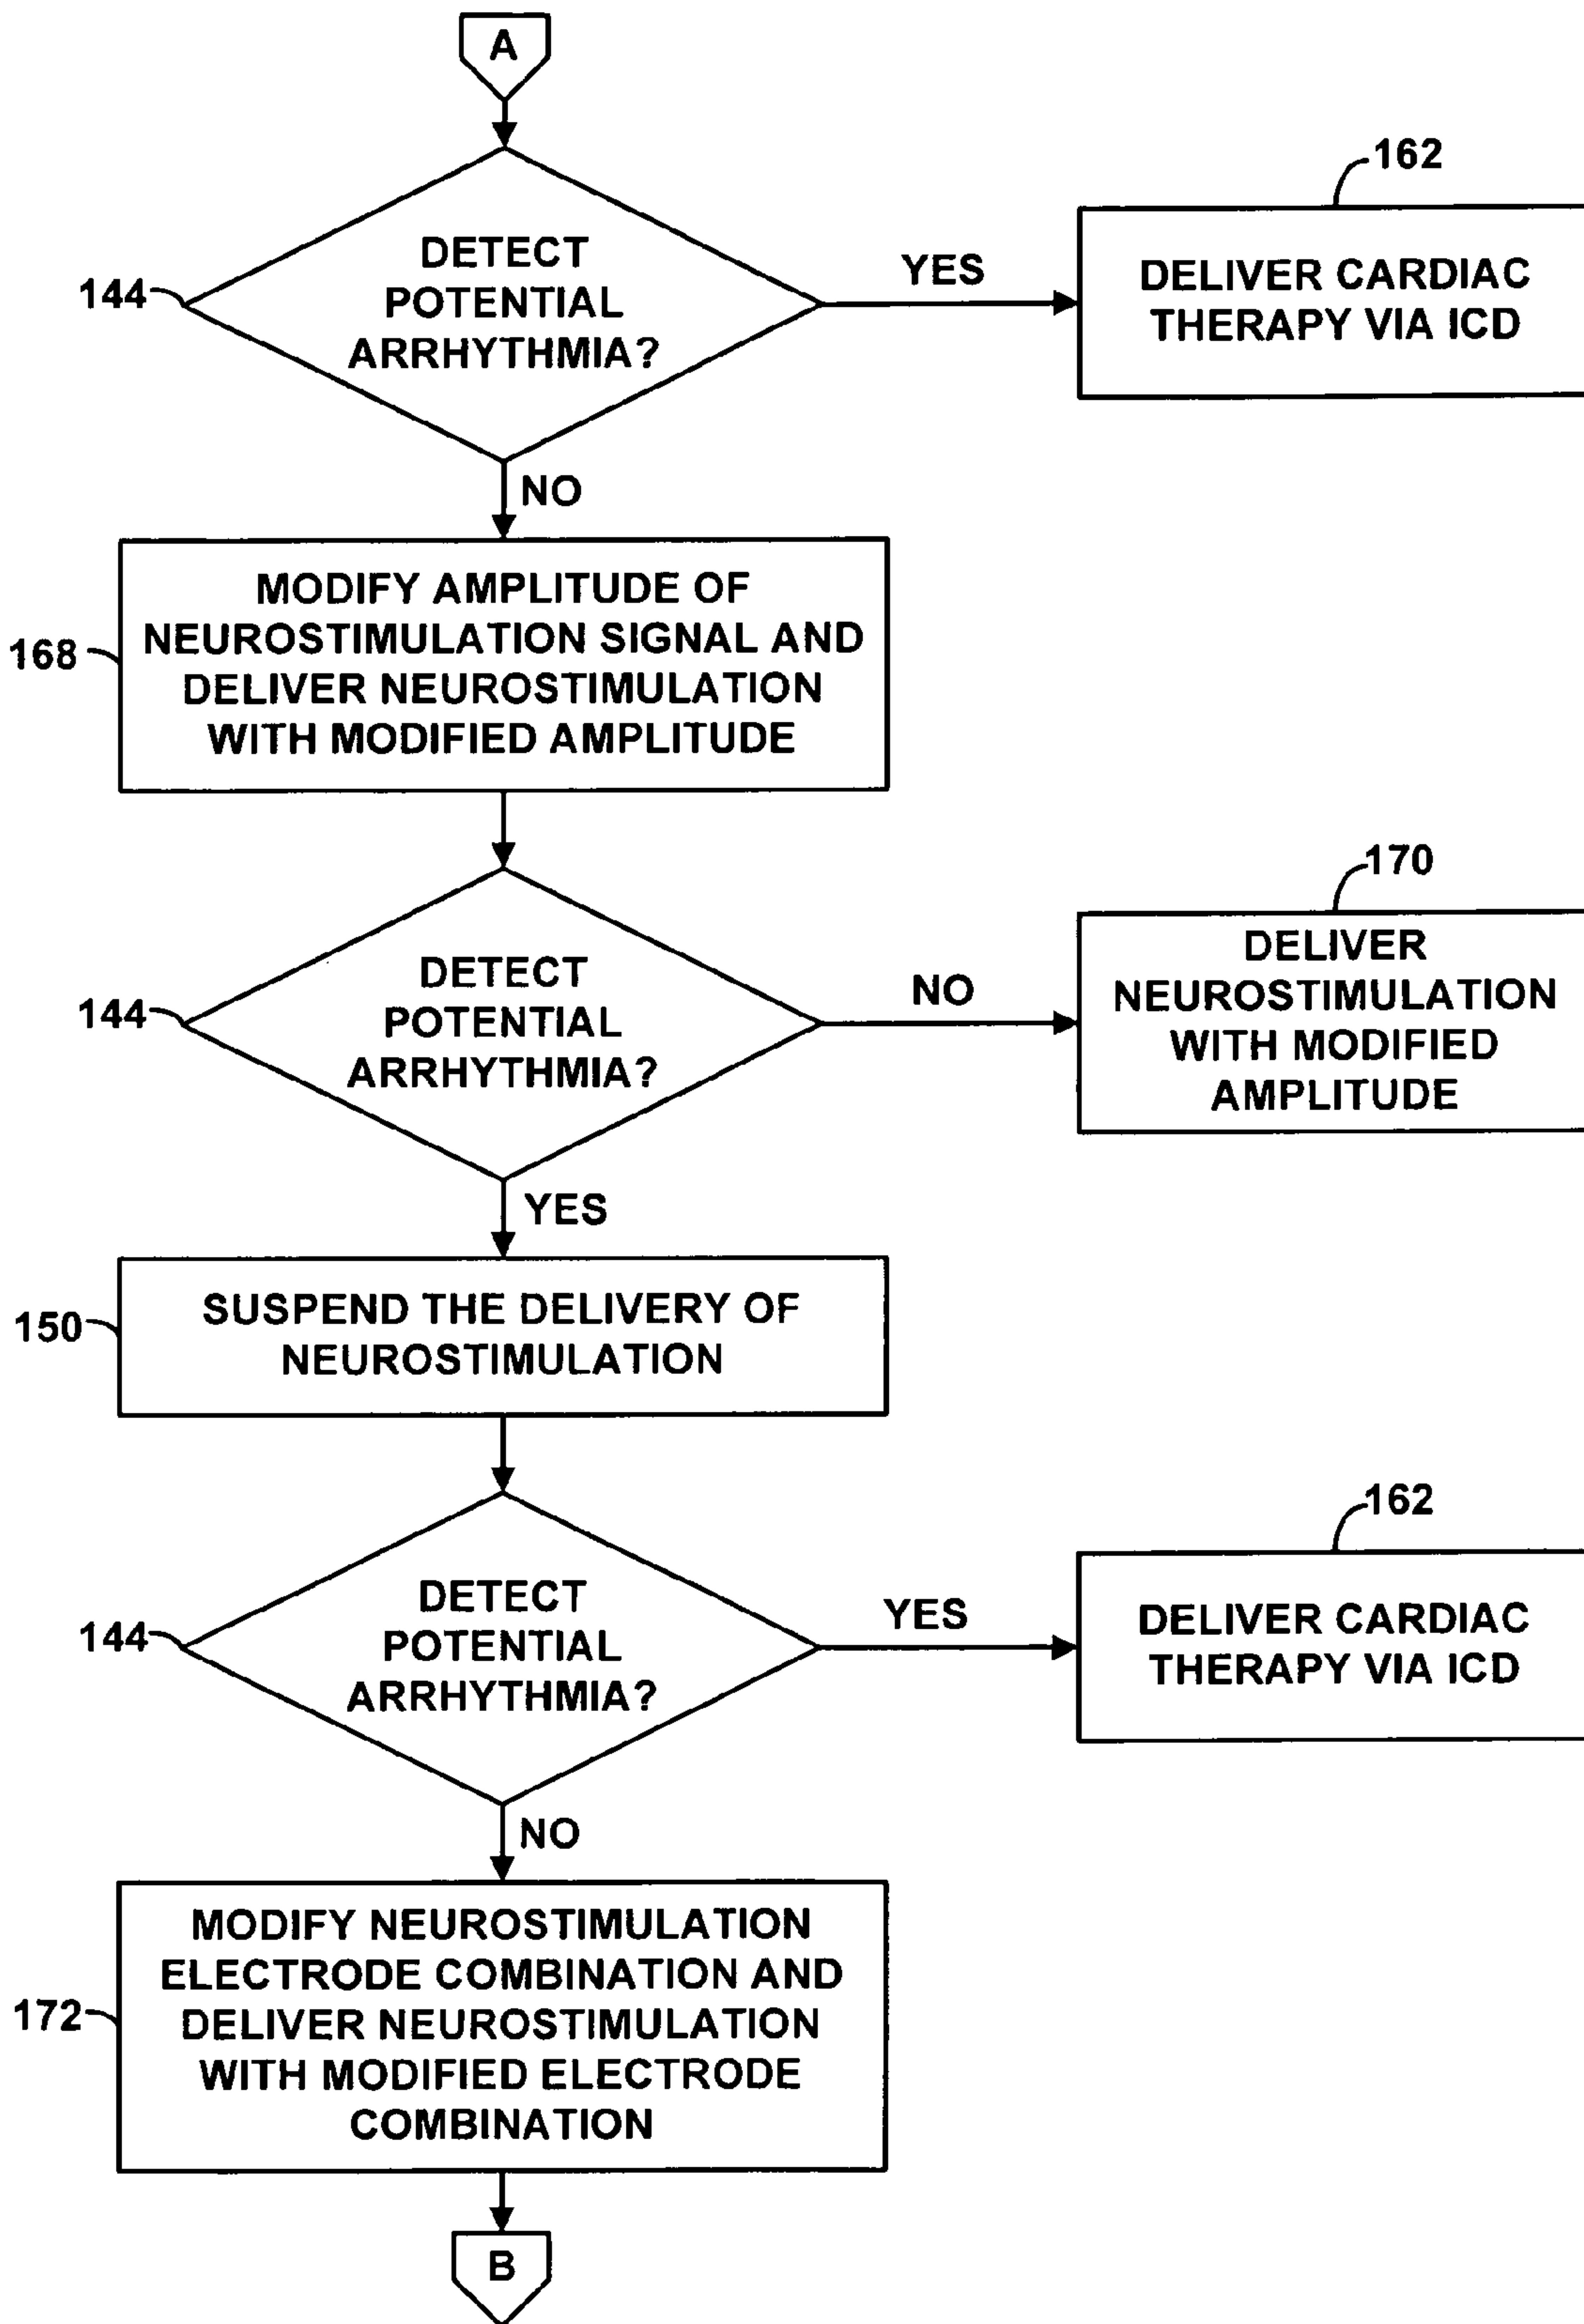 A
DETECT
POTENTIAL
ARRHYTHMIA?
144
YES
162
DELIVER CARDIAC
THERAPY VIA ICD
NO
MODIFY AMPLITUDE OF
NEUROSTIMULATION SIGNAL AND
DELIVER NEUROSTIMULATION
WITH MODIFIED AMPLITUDE
168
DETECT
POTENTIAL
ARRHYTHMIA?
144
NO
170
DELIVER
NEUROSTIMULATION
WITH MODIFIED
AMPLITUDE
YES
SUSPEND THE DELIVERY OF
NEUROSTIMULATION
150
DETECT
POTENTIAL
ARRHYTHMIA?
144
YES
162
DELIVER CARDIAC
THERAPY VIA ICD
NO
MODIFY NEUROSTIMULATION
ELECTRODE COMBINATION AND
DELIVER NEUROSTIMULATION
WITH MODIFIED ELECTRODE
COMBINATION
172
B